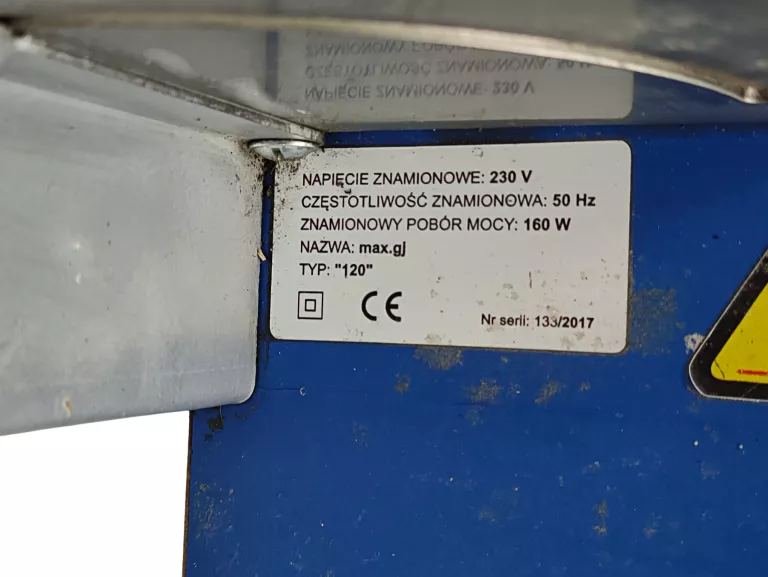 NAPIĘCIE ZNAMIONOWE: 230 V
CZĘSTOTLIWOŚĆ ZNAMIONOWA: 50 Hz
ZNAMIONOWY POBÓR MOCY: 160 W
NAZWA: max.gj
TYP: "120"
CE
Nr serii: 133/2017